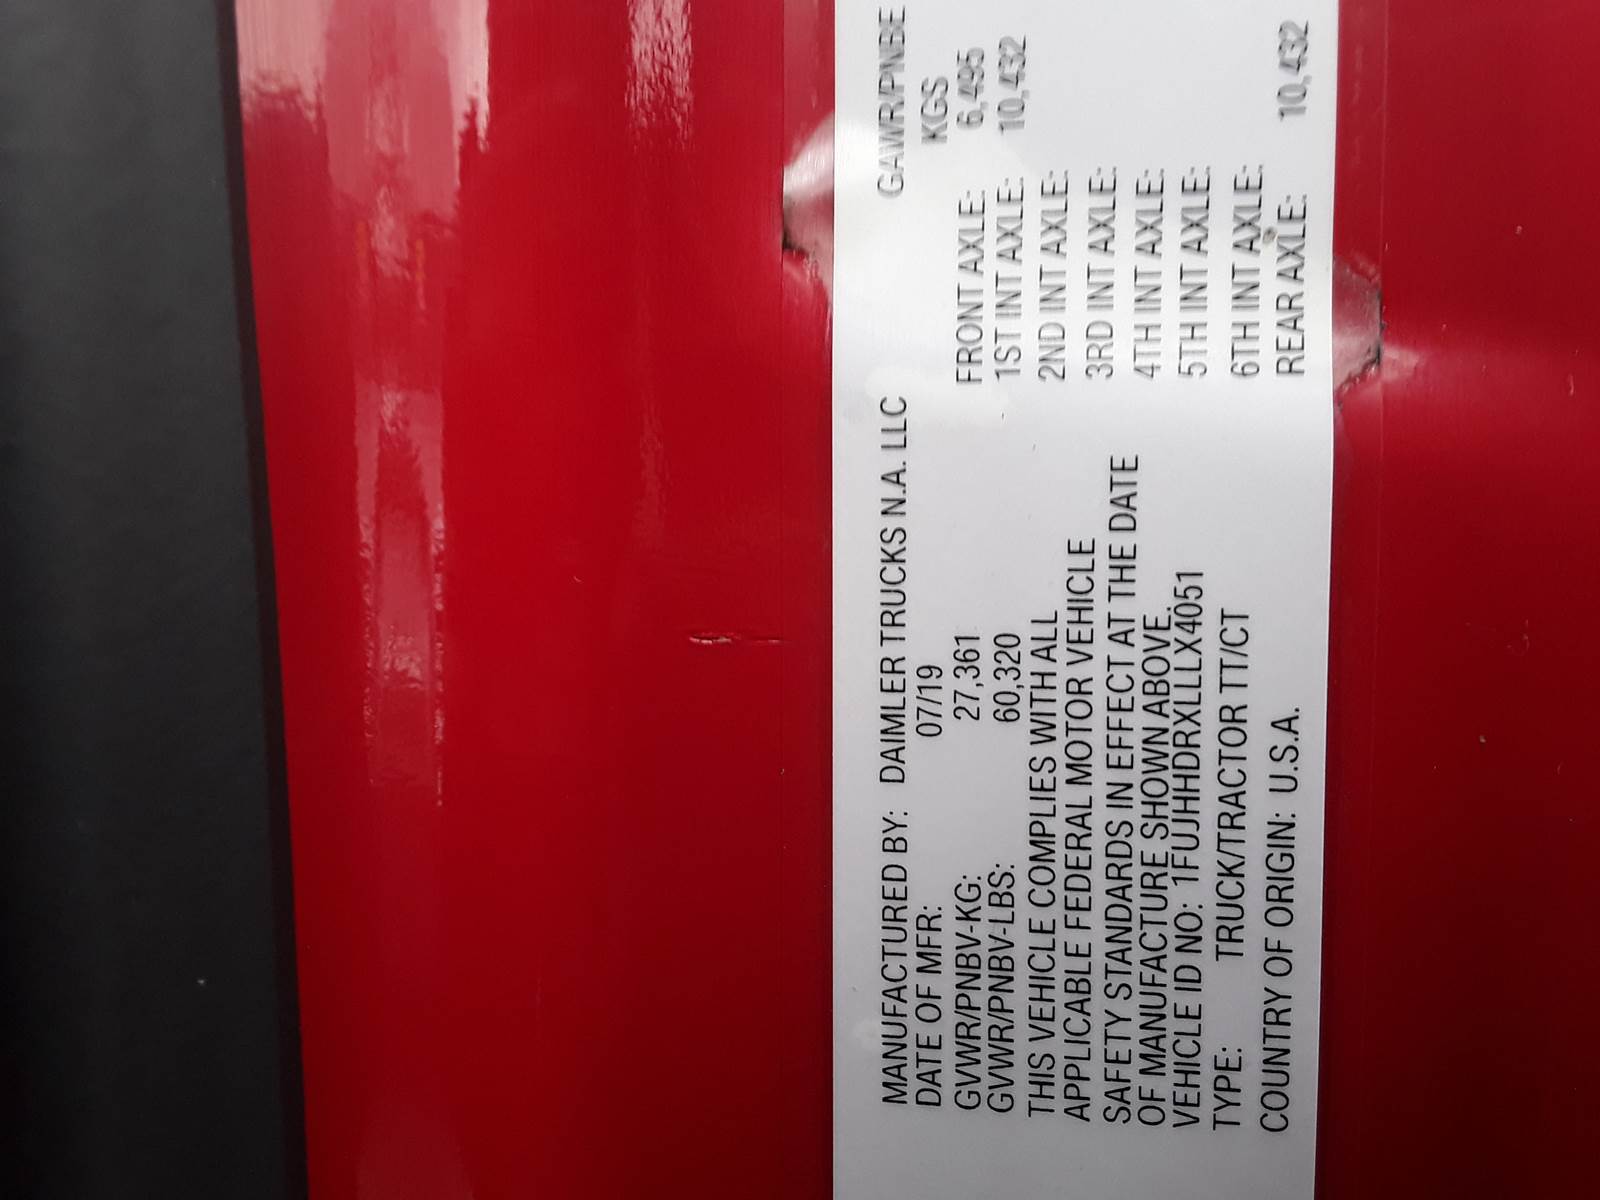 MANUFACTURED BY: DAIMLER TRUCKS N.A. LLC
DATE OF MFR: 07/19
GVWR/PNBV-KG: 27,361
GVWR/PNBV-LBS: 60,320
THIS VEHICLE COMPLIES WITH ALL
APPLICABLE FEDERAL MOTOR VEHICLE
SAFETY STANDARDS IN EFFECT AT THE DATE
OF MANUFACTURE SHOWN ABOVE.
VEHICLE ID NO: 1FUJHHDRXLLLX4051
TYPE: TRUCK/TRACTOR TT/CT
COUNTRY OF ORIGIN: U.S.A.
GAWR/PNBE
KGS
FRONT AXLE: 6,495
1ST INT AXLE: 10,432
2ND INT AXLE:
3RD INT AXLE:
4TH INT AXLE:
5TH INT AXLE:
6TH INT AXLE:
REAR AXLE: 10,432